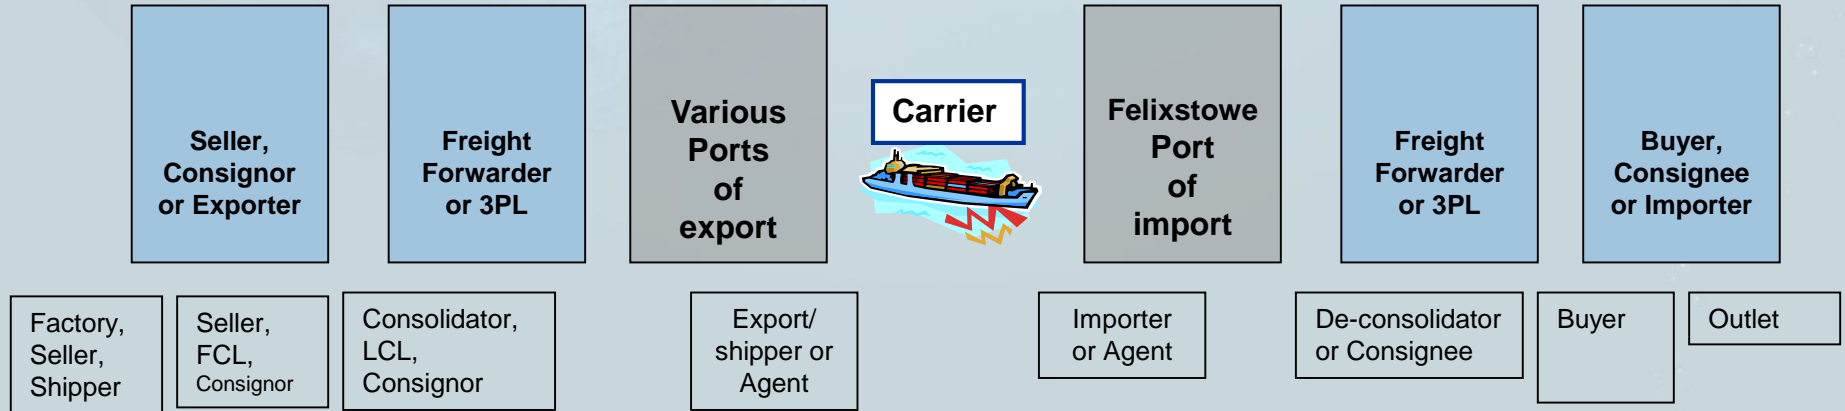 Seller,
Consignor
or Exporter
Freight
Forwarder
or 3PL
Various
Ports
of
export
Carrier
Felixstowe
Port
of
import
Freight
Forwarder
or 3PL
Buyer,
Consignee
or Importer
Factory,
Seller,
Shipper
Seller,
FCL,
Consignor
Consolidator,
LCL,
Consignor
Export/
shipper or
Agent
Importer
or Agent
De-consolidator
or Consignee
Buyer
Outlet